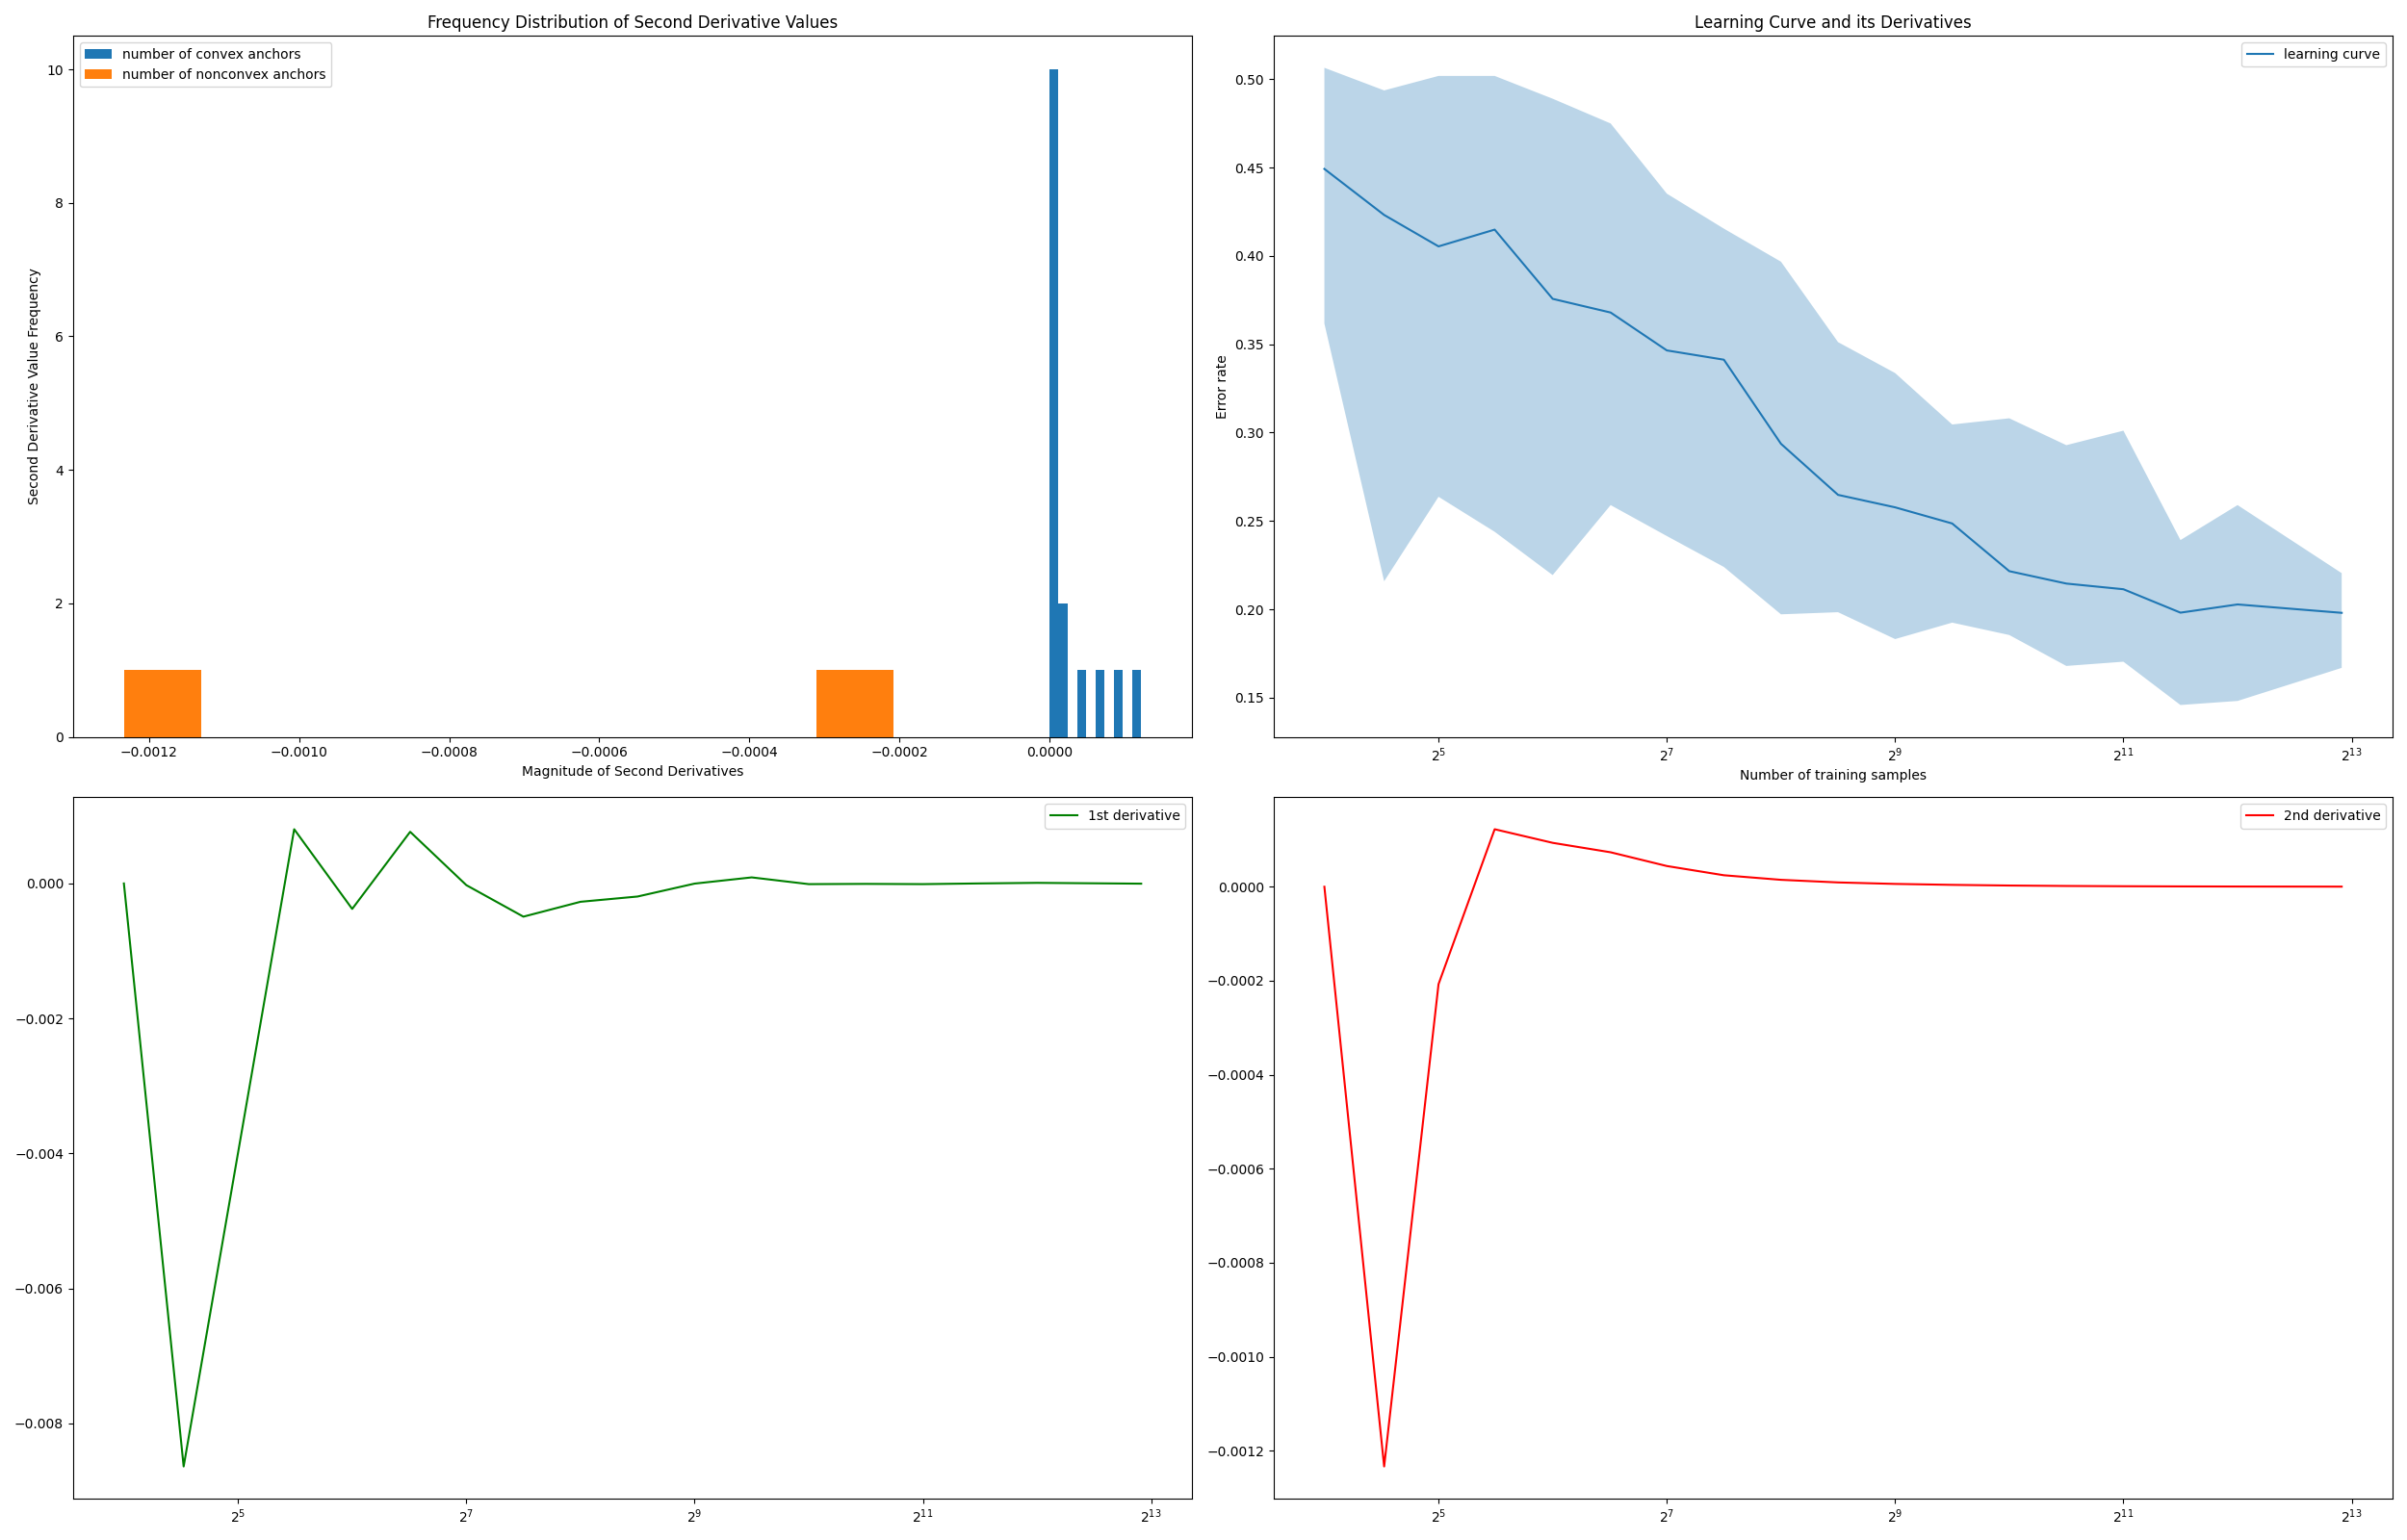 Frequency Distribution of Second Derivative Values
number of convex anchors
number of nonconvex anchors
Second Derivative Value Frequency
10
8
6
4
2
0
−0.0012 −0.0010 −0.0008 −0.0006 −0.0004 −0.0002 0.0000
Magnitude of Second Derivatives
Learning Curve and its Derivatives
learning curve
Error rate
0.50
0.45
0.40
0.35
0.30
0.25
0.20
0.15
2^5 2^7 2^9 2^11 2^13
Number of training samples
1st derivative
0.000
−0.002
−0.004
−0.006
−0.008
2^5 2^7 2^9 2^11 2^13
2nd derivative
0.0000
−0.0002
−0.0004
−0.0006
−0.0008
−0.0010
−0.0012
2^5 2^7 2^9 2^11 2^13